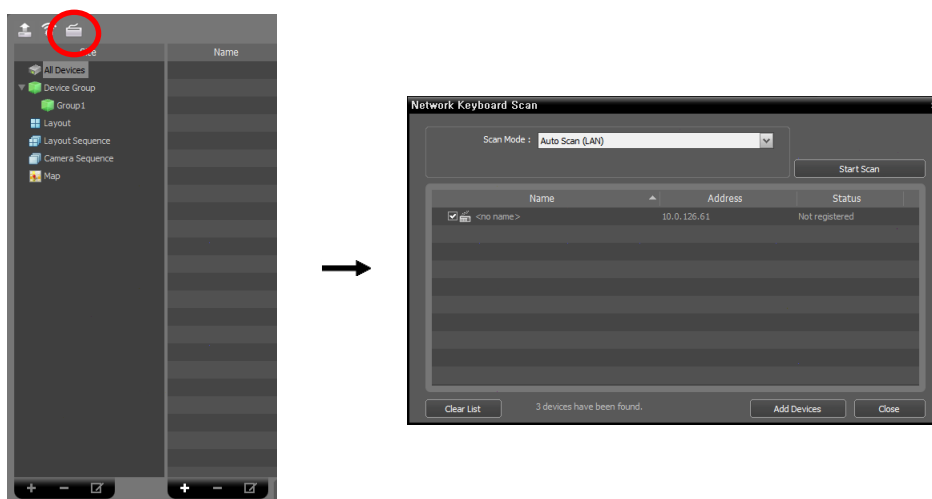 Name
All Devices
Device Group
Group1
Layout
Layout Sequence
Camera Sequence
Map
Network Keyboard Scan
Scan Mode : Auto Scan (LAN)
Start Scan
Name Address Status
<no name> 10.0.126.61 Not registered
Clear List 3 devices have been found. Add Devices Close